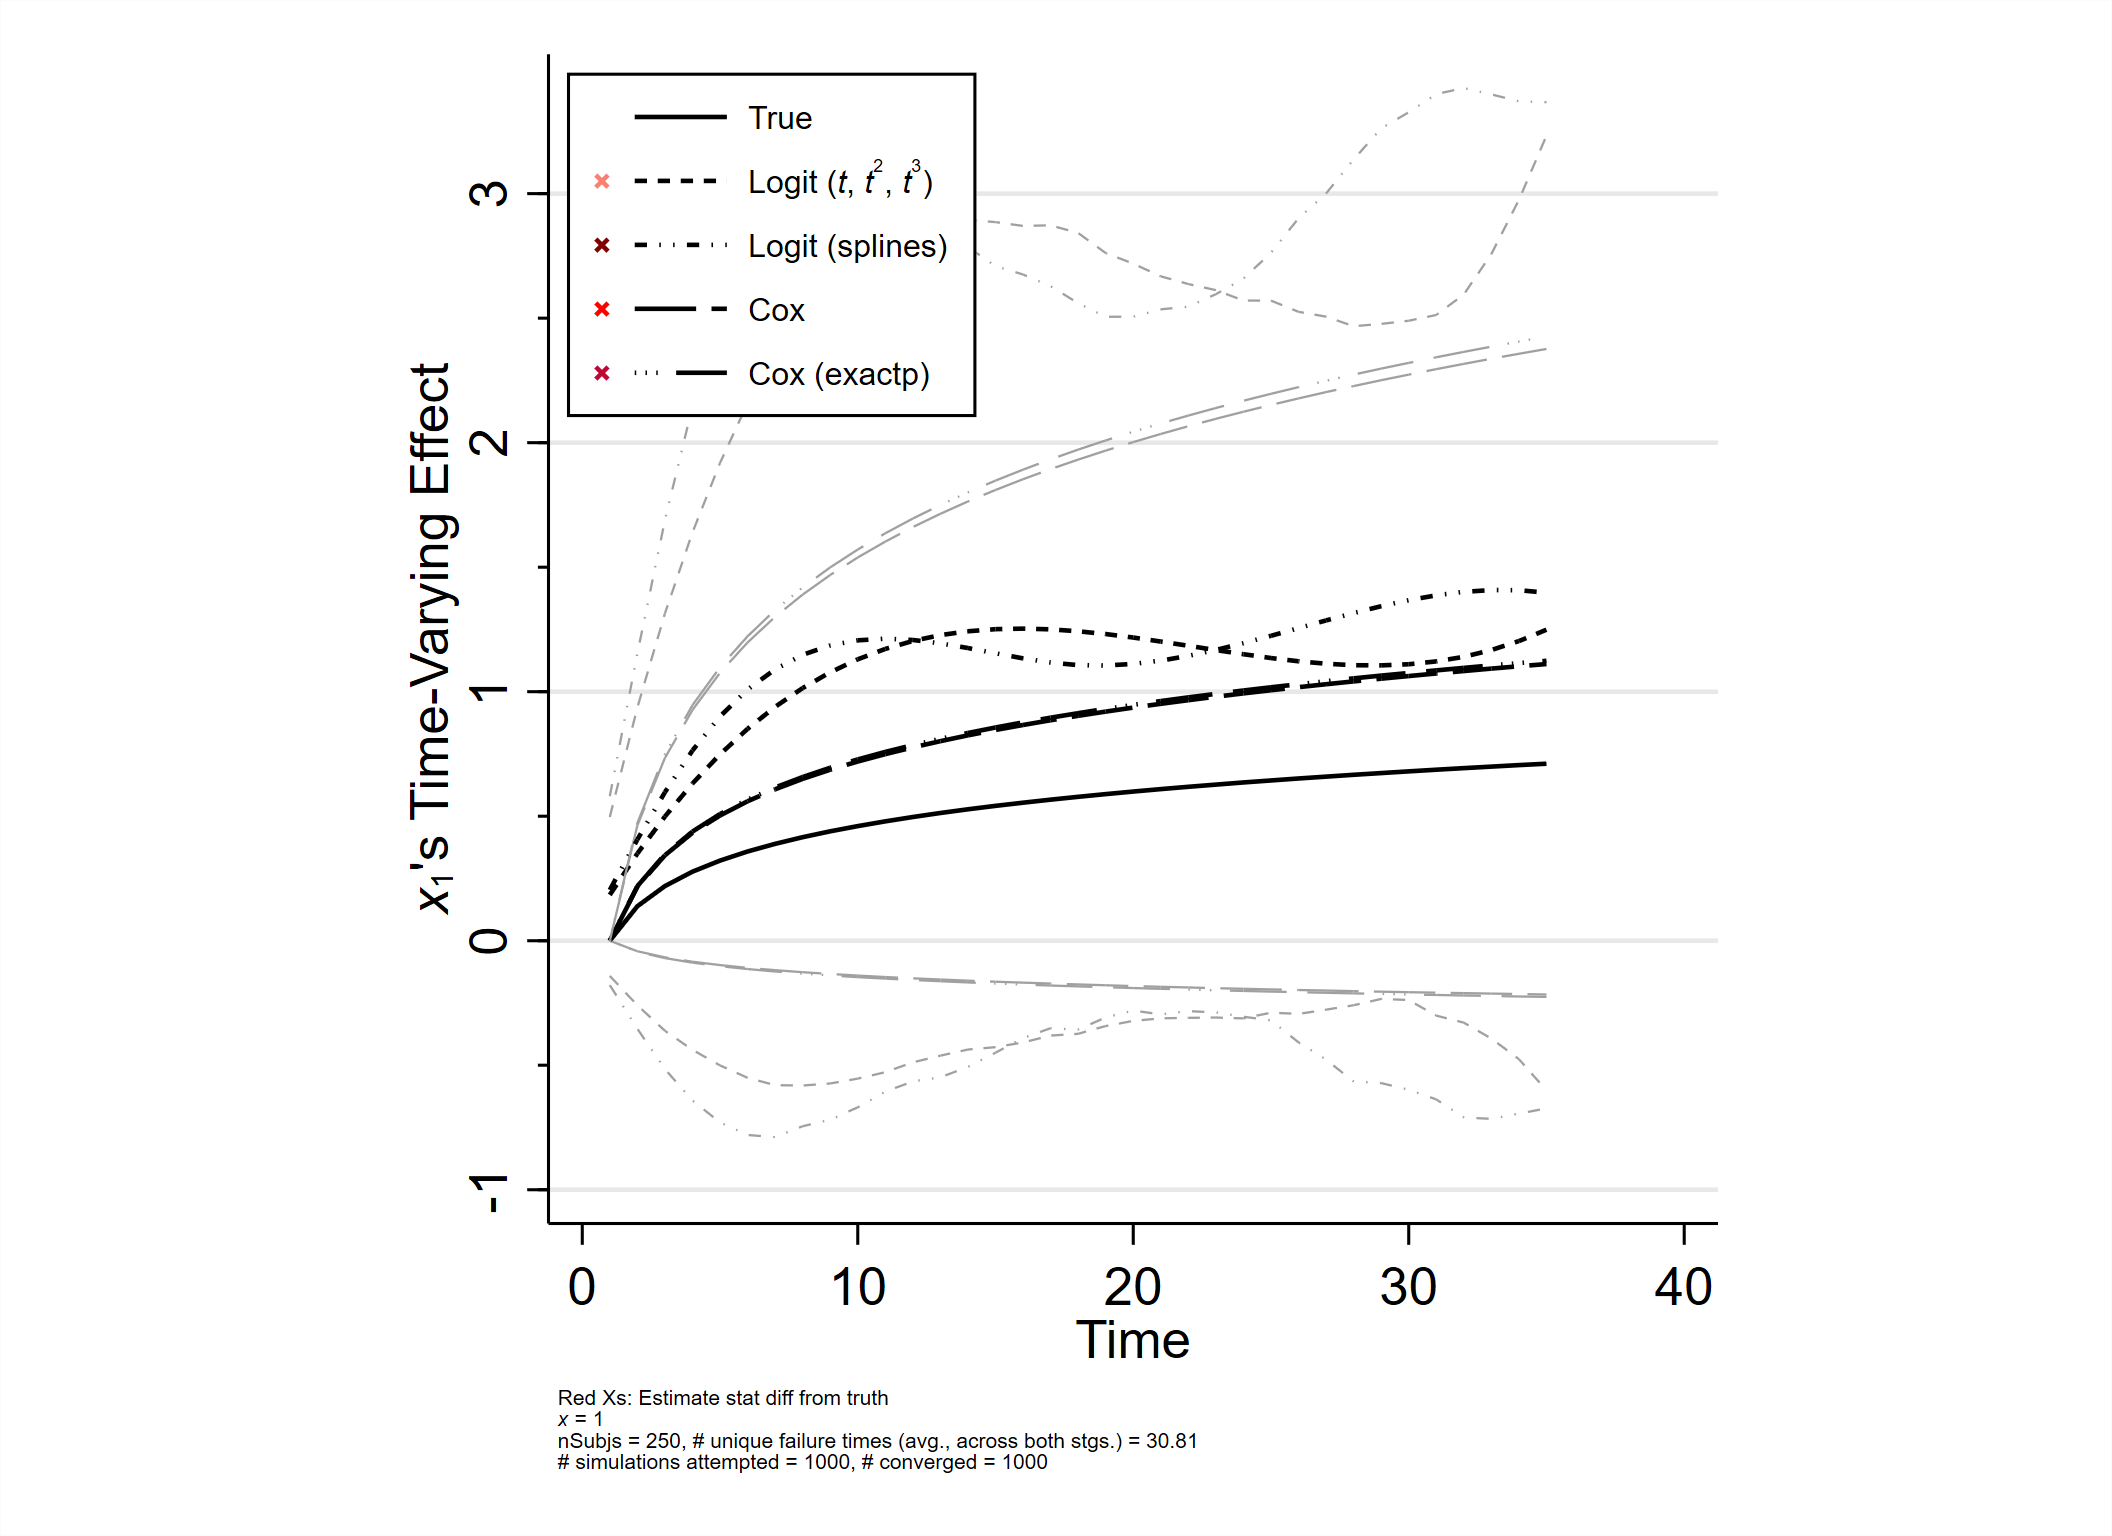 True
Logit (t, t², t³)
Logit (splines)
Cox
Cox (exactp)
x₁'s Time-Varying Effect
3
2
1
0
-1
0 10 20 30 40
Time
Red Xs: Estimate stat diff from truth
x = 1
nSubjs = 250, # unique failure times (avg., across both stgs.) = 30.81
# simulations attempted = 1000, # converged = 1000